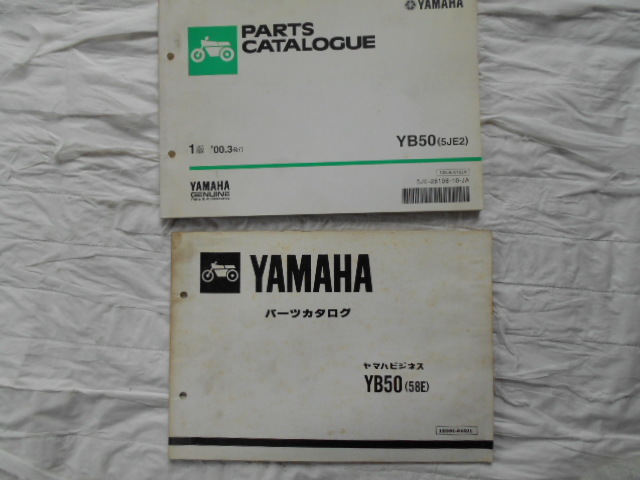 YAMAHA
PARTS
CATALOGUE
1版 '00.3発行
YB50(5JE2)
YAMAHA
GENUINE
YAMAHA
パーツカタログ
ヤマハビジネス
YB50(58E)